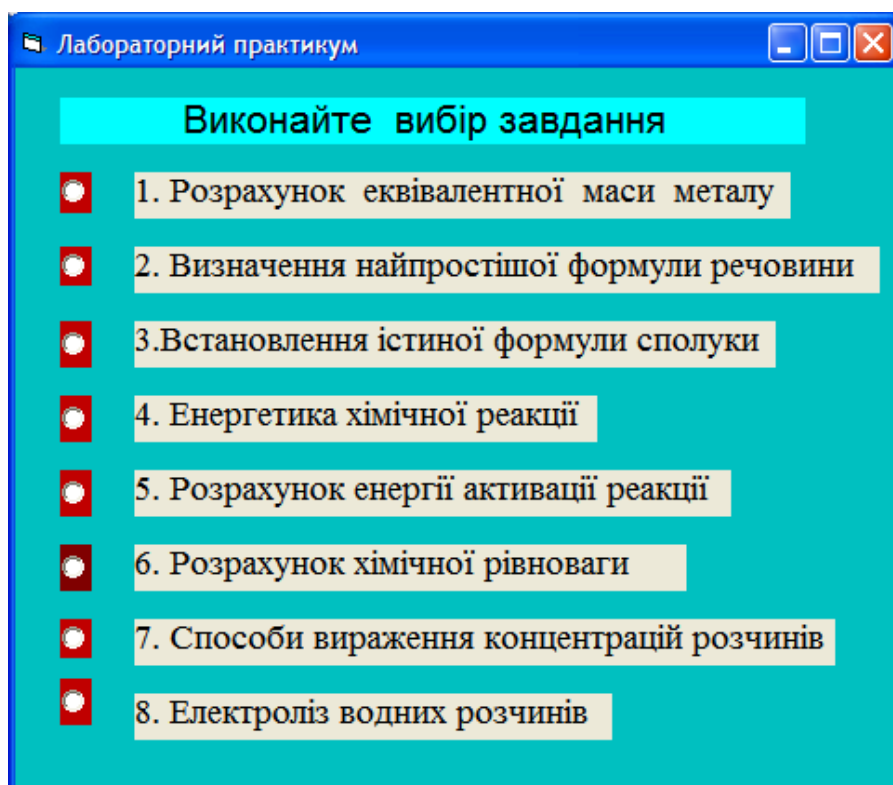 Лабораторний практикум
Виконайте вибір завдання
1. Розрахунок еквівалентної маси металу
2. Визначення найпростішої формули речовини
3.Встановлення істиної формули сполуки
4. Енергетика хімічної реакції
5. Розрахунок енергії активації реакції
6. Розрахунок хімічної рівноваги
7. Способи вираження концентрацій розчинів
8. Електроліз водних розчинів